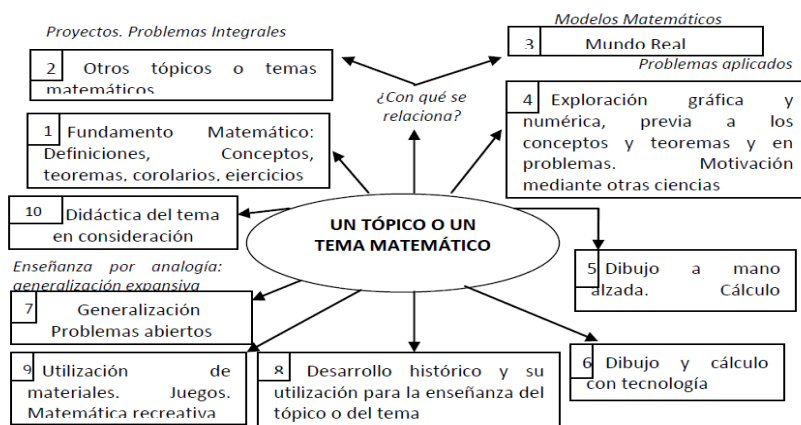 Proyectos. Problemas Integrales
Modelos Matemáticos
3 Mundo Real
Problemas aplicados
2 Otros tópicos o temas
matemáticos
¿Con qué se
relaciona?
4 Exploración gráfica y
numérica, previa a los
conceptos y teoremas y en
problemas. Motivación
mediante otras ciencias
1 Fundamento Matemático:
Definiciones, Conceptos,
teoremas, corolarios, ejercicios
10 Didáctica del tema
en consideración
UN TÓPICO O UN
TEMA MATEMÁTICO
5 Dibujo a mano
alzada. Cálculo
Enseñanza por analogía:
generalización expansiva
7 Generalización
Problemas abiertos
9 Utilización de
materiales. Juegos.
Matemática recreativa
8 Desarrollo histórico y su
utilización para la enseñanza del
tópico o del tema
6 Dibujo y cálculo
con tecnología